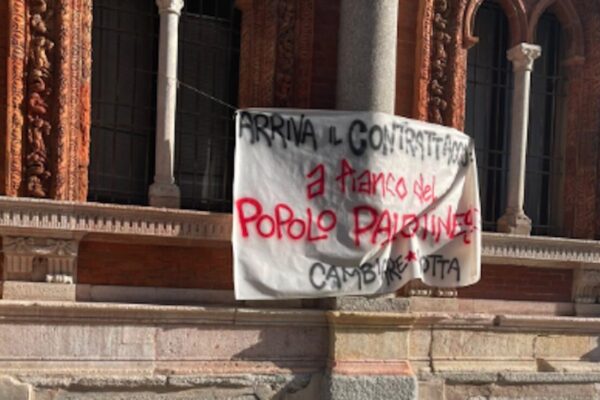 ARRIVA IL CONTRATTACCO
a fianco del
POPOLO PALESTINESE
CAMBIARE ROTTA